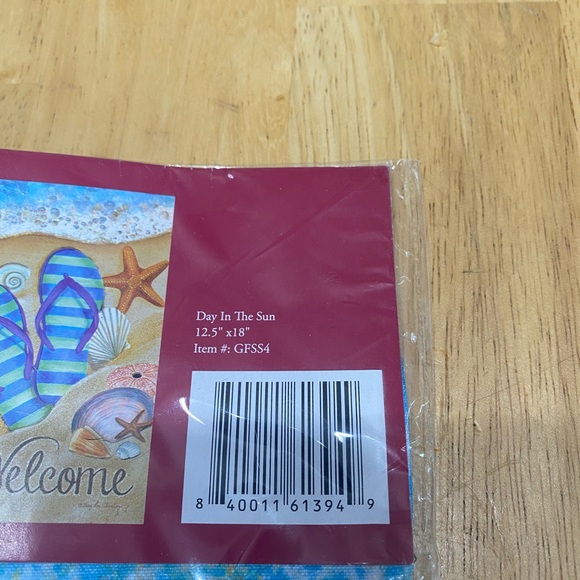 Day In The Sun
12.5" x18"
Item #: GFSS4
Welcome
8 40011 61394 9